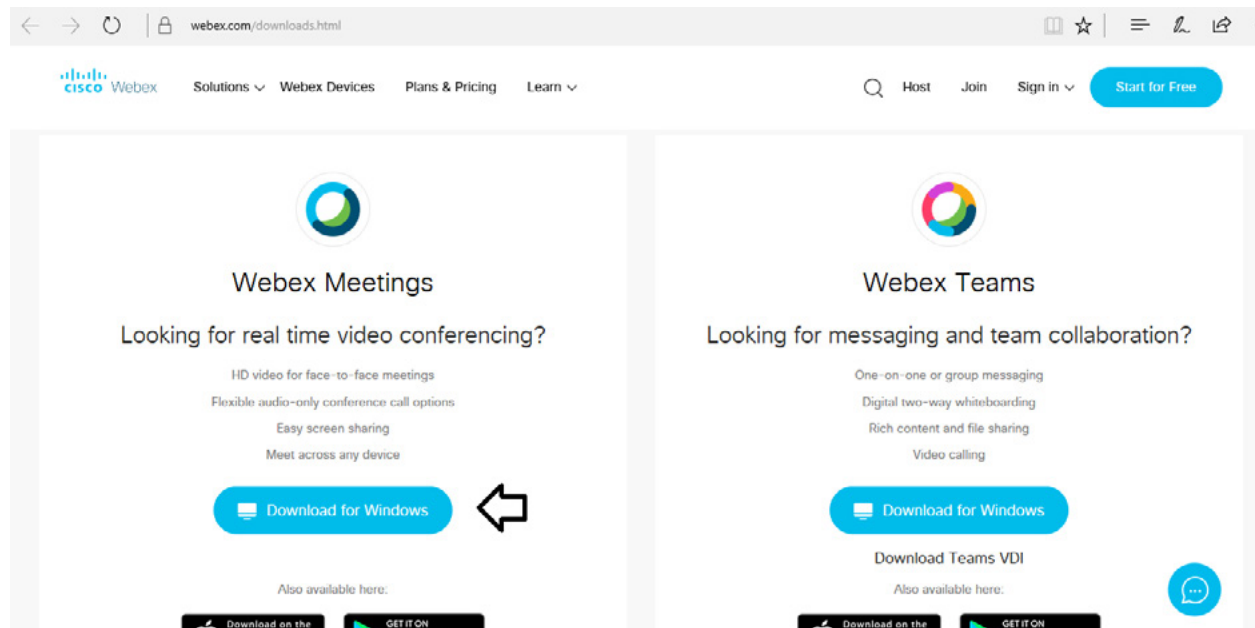 webex.com/downloads.html
CISCO Webex Solutions Webex Devices Plans & Pricing Learn Host Join Sign in Start for Free
Webex Meetings
Looking for real time video conferencing?
HD video for face-to-face meetings
Flexible audio-only conference call options
Easy screen sharing
Meet across any device
Download for Windows
Also available here:
Download on the
GET IT ON
Webex Teams
Looking for messaging and team collaboration?
One-on-one or group messaging
Digital two-way whiteboarding
Rich content and file sharing
Video calling
Download for Windows
Download Teams VDI
Also available here:
Download on the
GET IT ON